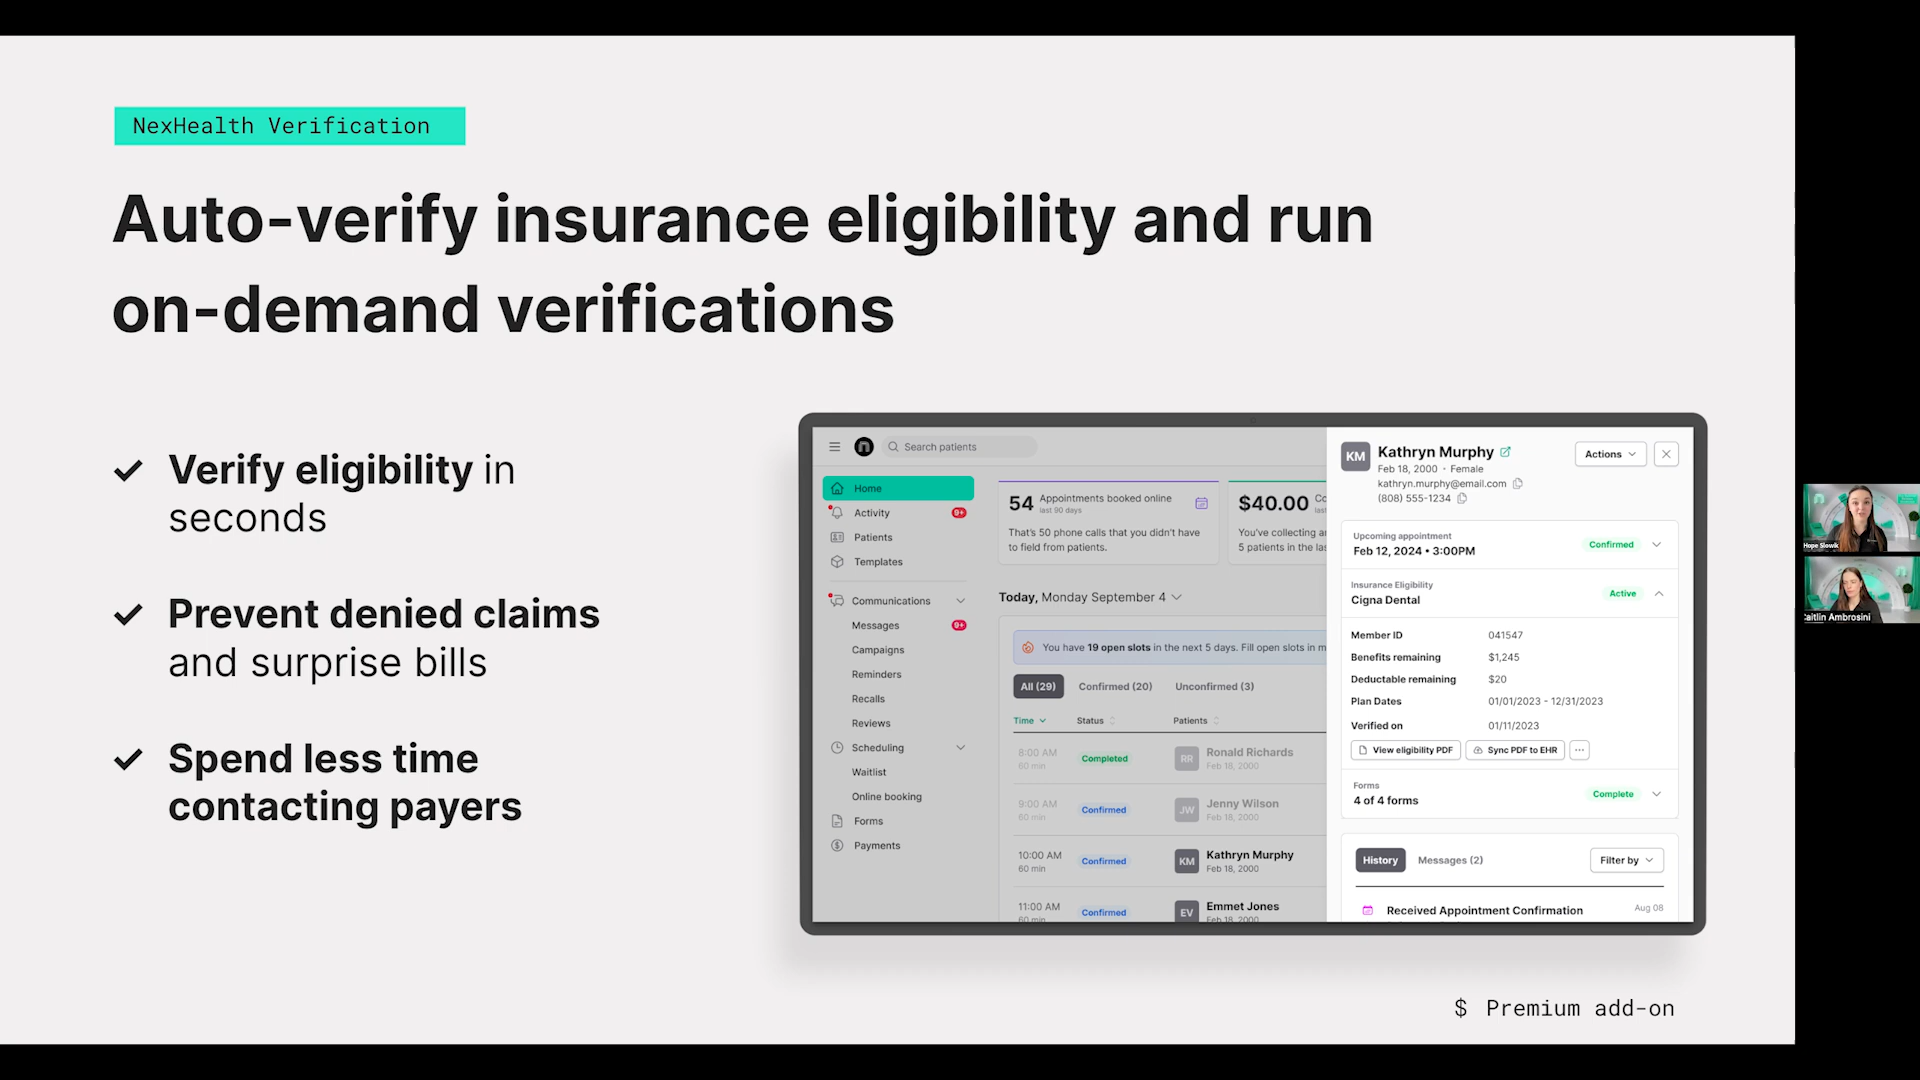 NexHealth Verification
Auto-verify insurance eligibility and run
on-demand verifications
Verify eligibility in
seconds
Prevent denied claims
and surprise bills
Spend less time
contacting payers
Search patients
Home
Activity
9+
Patients
Templates
Communications
Messages
9+
Campaigns
Reminders
Recalls
Reviews
Scheduling
Waitlist
Online booking
Forms
Payments
54
Appointments booked online
last 90 days
That's 50 phone calls that you didn't have
to field from patients.
$40.00
Co
last
You've collecting a
5 patients in the las
Today, Monday September 4
You have 19 open slots in the next 5 days. Fill open slots in m
All (29)
Confirmed (20)
Unconfirmed (3)
Time
Status
Patients
8:00 AM
60 min
Completed
RR
Ronald Richards
Feb 18, 2000
9:00 AM
60 min
Confirmed
JW
Jenny Wilson
Feb 18, 2000
10:00 AM
60 min
Confirmed
KM
Kathryn Murphy
Feb 18, 2000
11:00 AM
60 min
Confirmed
EV
Emmet Jones
Feb 18, 2000
KM
Kathryn Murphy
Feb 18, 2000 • Female
kathryn.murphy@email.com
(808) 555-1234
Actions
Upcoming appointment
Feb 12, 2024 • 3:00PM
Confirmed
Insurance Eligibility
Cigna Dental
Active
Member ID 041547
Benefits remaining $1,245
Deductable remaining $20
Plan Dates 01/01/2023 - 12/31/2023
Verified on 01/11/2023
View eligibility PDF
Sync PDF to EHR
Forms
4 of 4 forms
Complete
History
Messages (2)
Filter by
Received Appointment Confirmation
Aug 08
$ Premium add-on
Hope Slowik
Caitlin Ambrosini